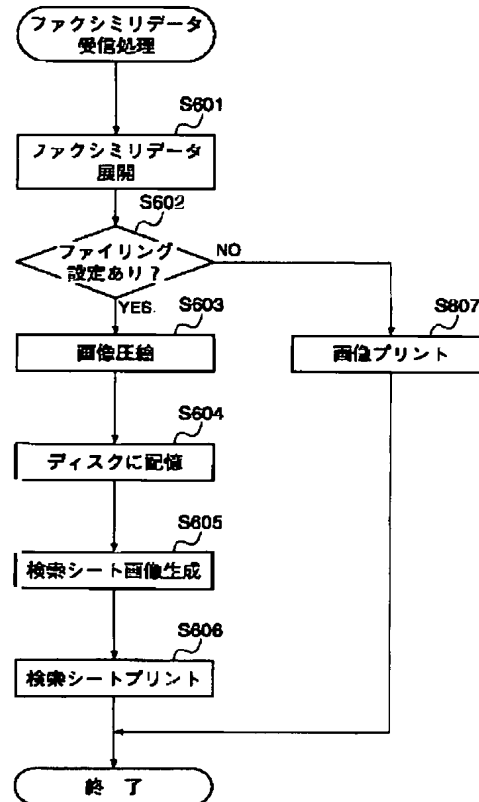 ファクシミリデータ
受信処理
S601
ファクシミリデータ
展開
S602
ファイリング
設定あり?
NO
YES.
S603
画像圧縮
S607
画像プリント
S604
ディスクに記憶
S605
検索シート画像生成
S606
検索シートプリント
終 了